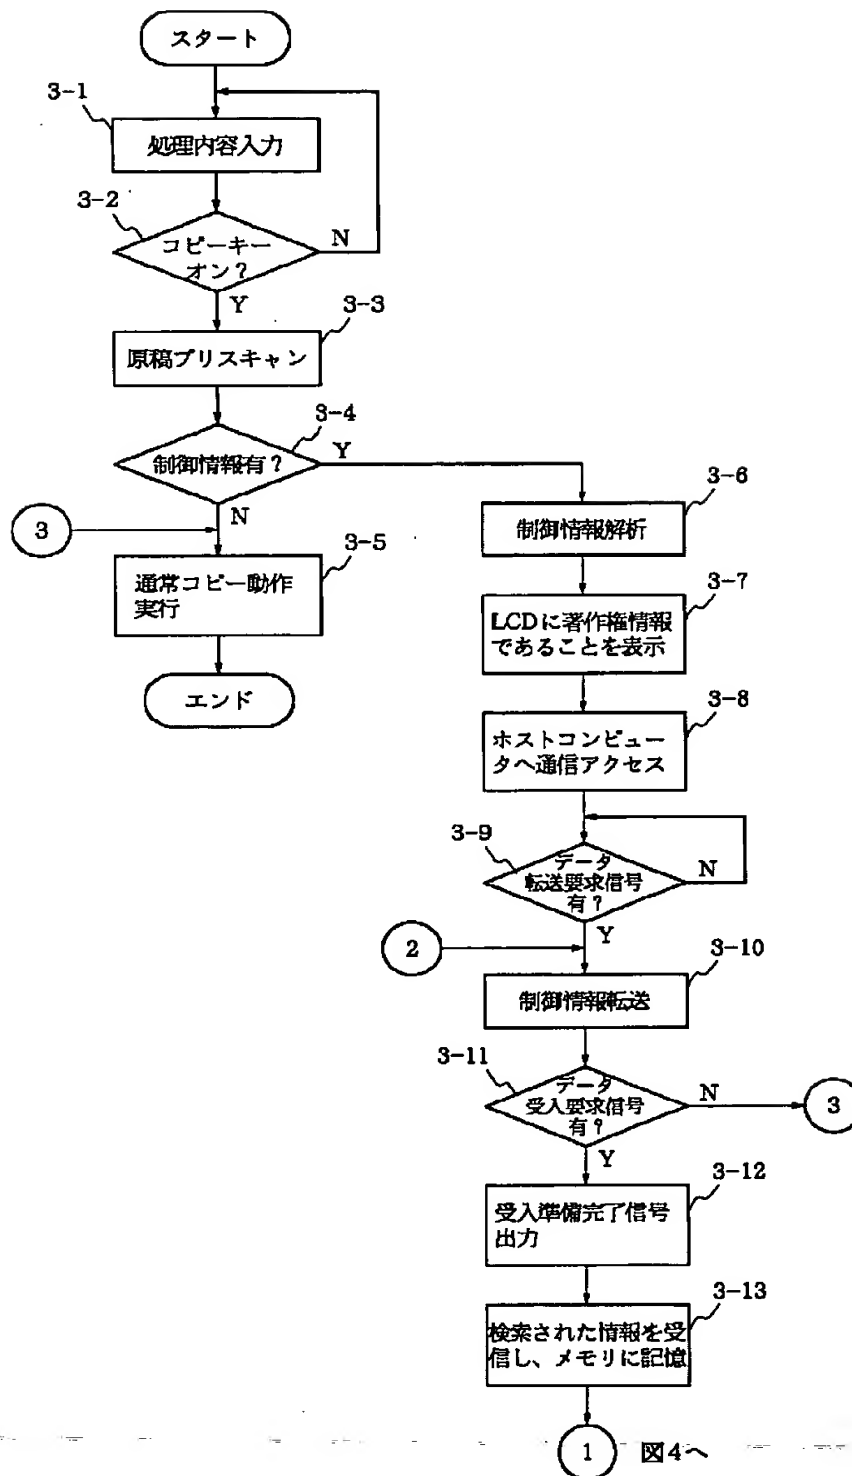 スタート
3-1
処理内容入力
3-2
コピーキー
オン?
N
Y
3-3
原稿プリスキャン
3-4
制御情報有?
Y
N
3
3-5
通常コピー動作
実行
エンド
3-6
制御情報解析
3-7
LCDに著作権情報
であることを表示
3-8
ホストコンピュー
タへ通信アクセス
3-9
データ
転送要求信号
有?
N
Y
2
3-10
制御情報転送
3-11
データ
受入要求信号
有?
N
3
Y
3-12
受入準備完了信号
出力
3-13
検索された情報を受
信し、メモリに記憶
1
図4へ